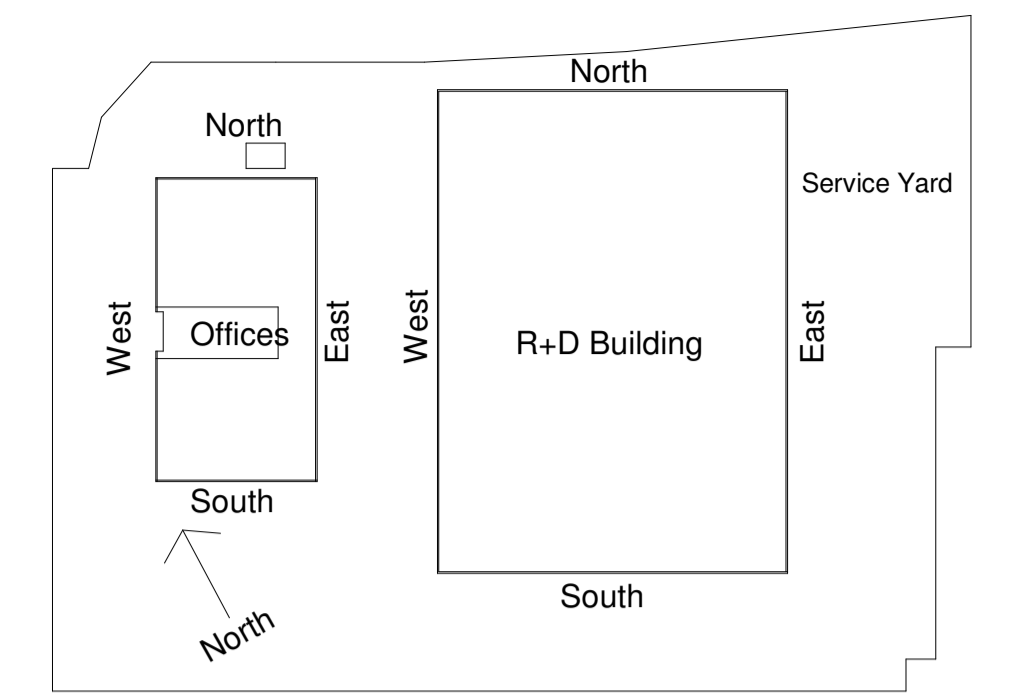 North
North
Service Yard
West
Offices
East
West
R+D Building
East
South
South
North